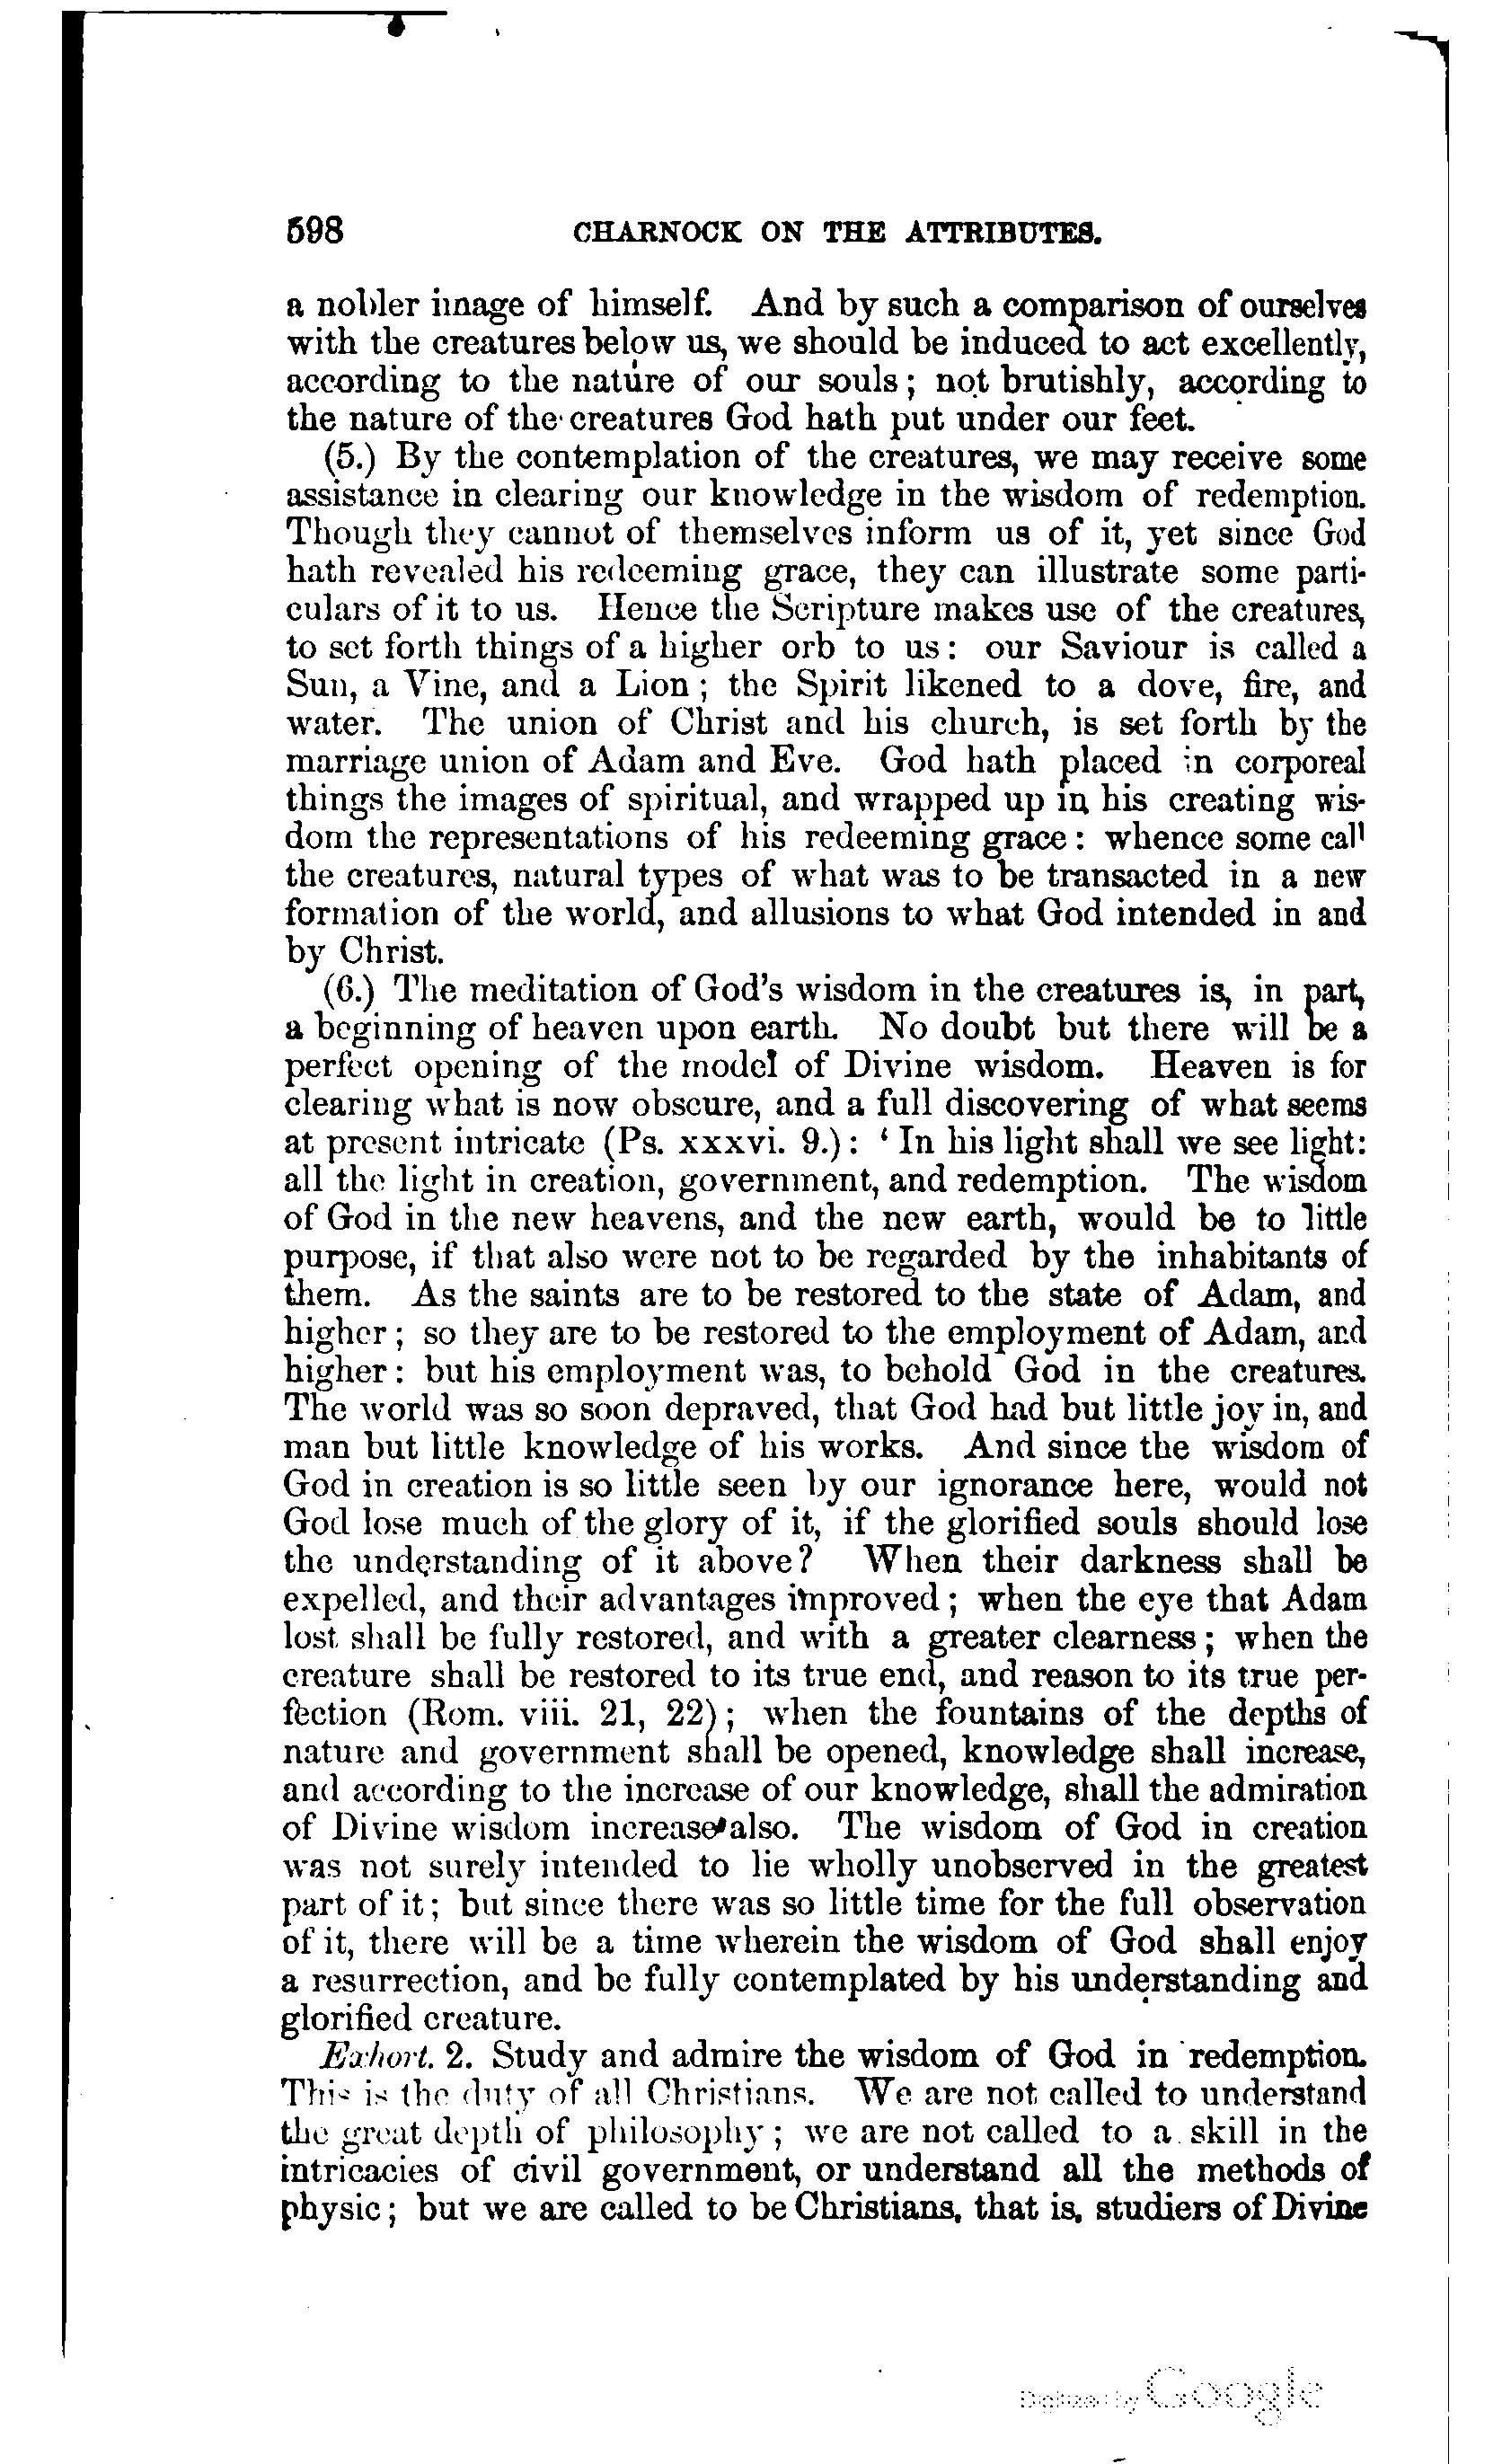 598 CHARNOCK ON THE ATTRIBUTES.
a nobler image of himself. And by such a comparison of ourselves
with the creatures below us, we should be induced to act excellently,
according to the nature of our souls; not brutishly, according to
the nature of the creatures God hath put under our feet.
(5.) By the contemplation of the creatures, we may receive some
assistance in clearing our knowledge in the wisdom of redemption.
Though they cannot of themselves inform us of it, yet since God
hath revealed his redeeming grace, they can illustrate some parti-
culars of it to us. Hence the Scripture makes use of the creatures,
to set forth things of a higher orb to us: our Saviour is called a
Sun, a Vine, and a Lion; the Spirit likened to a dove, fire, and
water. The union of Christ and his church, is set forth by the
marriage union of Adam and Eve. God hath placed in corporeal
things the images of spiritual, and wrapped up in his creating wis-
dom the representations of his redeeming grace: whence some call
the creatures, natural types of what was to be transacted in a new
formation of the world, and allusions to what God intended in and
by Christ.
(6.) The meditation of God's wisdom in the creatures is, in part,
a beginning of heaven upon earth. No doubt but there will be a
perfect opening of the model of Divine wisdom. Heaven is for
clearing what is now obscure, and a full discovering of what seems
at present intricate (Ps. xxxvi. 9.): ‘In his light shall we see light:
all the light in creation, government, and redemption. The wisdom
of God in the new heavens, and the new earth, would be to little
purpose, if that also were not to be regarded by the inhabitants of
them. As the saints are to be restored to the state of Adam, and
higher; so they are to be restored to the employment of Adam, and
higher: but his employment was, to behold God in the creatures.
The world was so soon depraved, that God had but little joy in, and
man but little knowledge of his works. And since the wisdom of
God in creation is so little seen by our ignorance here, would not
God lose much of the glory of it, if the glorified souls should lose
the understanding of it above? When their darkness shall be
expelled, and their advantages improved; when the eye that Adam
lost shall be fully restored, and with a greater clearness; when the
creature shall be restored to its true end, and reason to its true per-
fection (Rom. viii. 21, 22); when the fountains of the depths of
nature and government shall be opened, knowledge shall increase,
and according to the increase of our knowledge, shall the admiration
of Divine wisdom increase also. The wisdom of God in creation
was not surely intended to lie wholly unobserved in the greatest
part of it; but since there was so little time for the full observation
of it, there will be a time wherein the wisdom of God shall enjoy
a resurrection, and be fully contemplated by his understanding and
glorified creature.
Exhort. 2. Study and admire the wisdom of God in redemption.
This is the duty of all Christians. We are not called to understand
the great depth of philosophy; we are not called to a skill in the
intricacies of civil government, or understand all the methods of
physic; but we are called to be Christians, that is, studiers of Divine
Digitized by Google